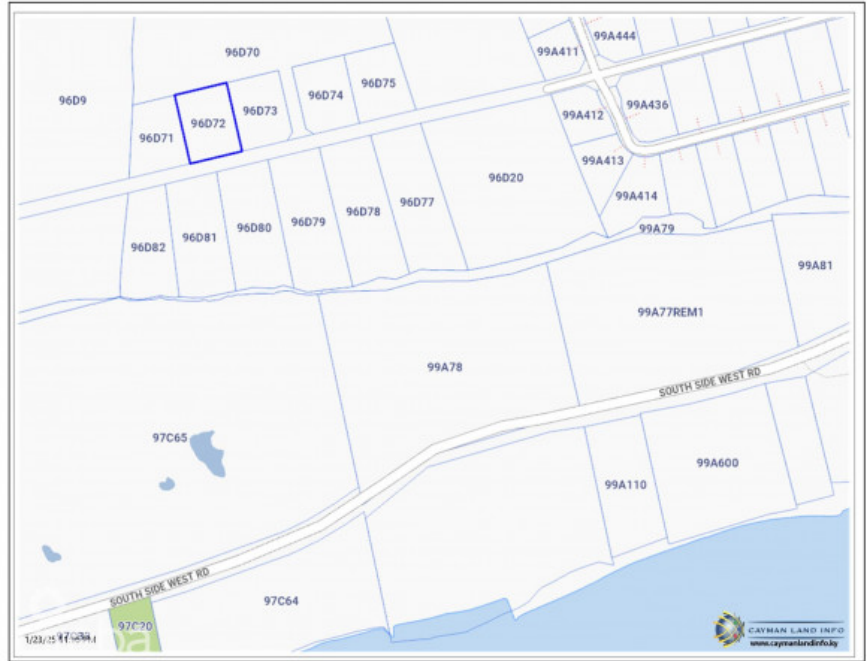 96D70
99A411
99A444
96D9
96D74
96D75
96D72
96D73
99A436
96D71
99A412
99A413
96D20
99A414
96D77
96D78
96D79
96D80
96D81
96D82
99A79
99A81
99A77REM1
99A78
SOUTH SIDE WEST RD
97C65
99A600
99A110
SOUTH SIDE WEST RD
97C64
97C20
CAYMAN LAND INFO
www.caymanlandinfo.ky